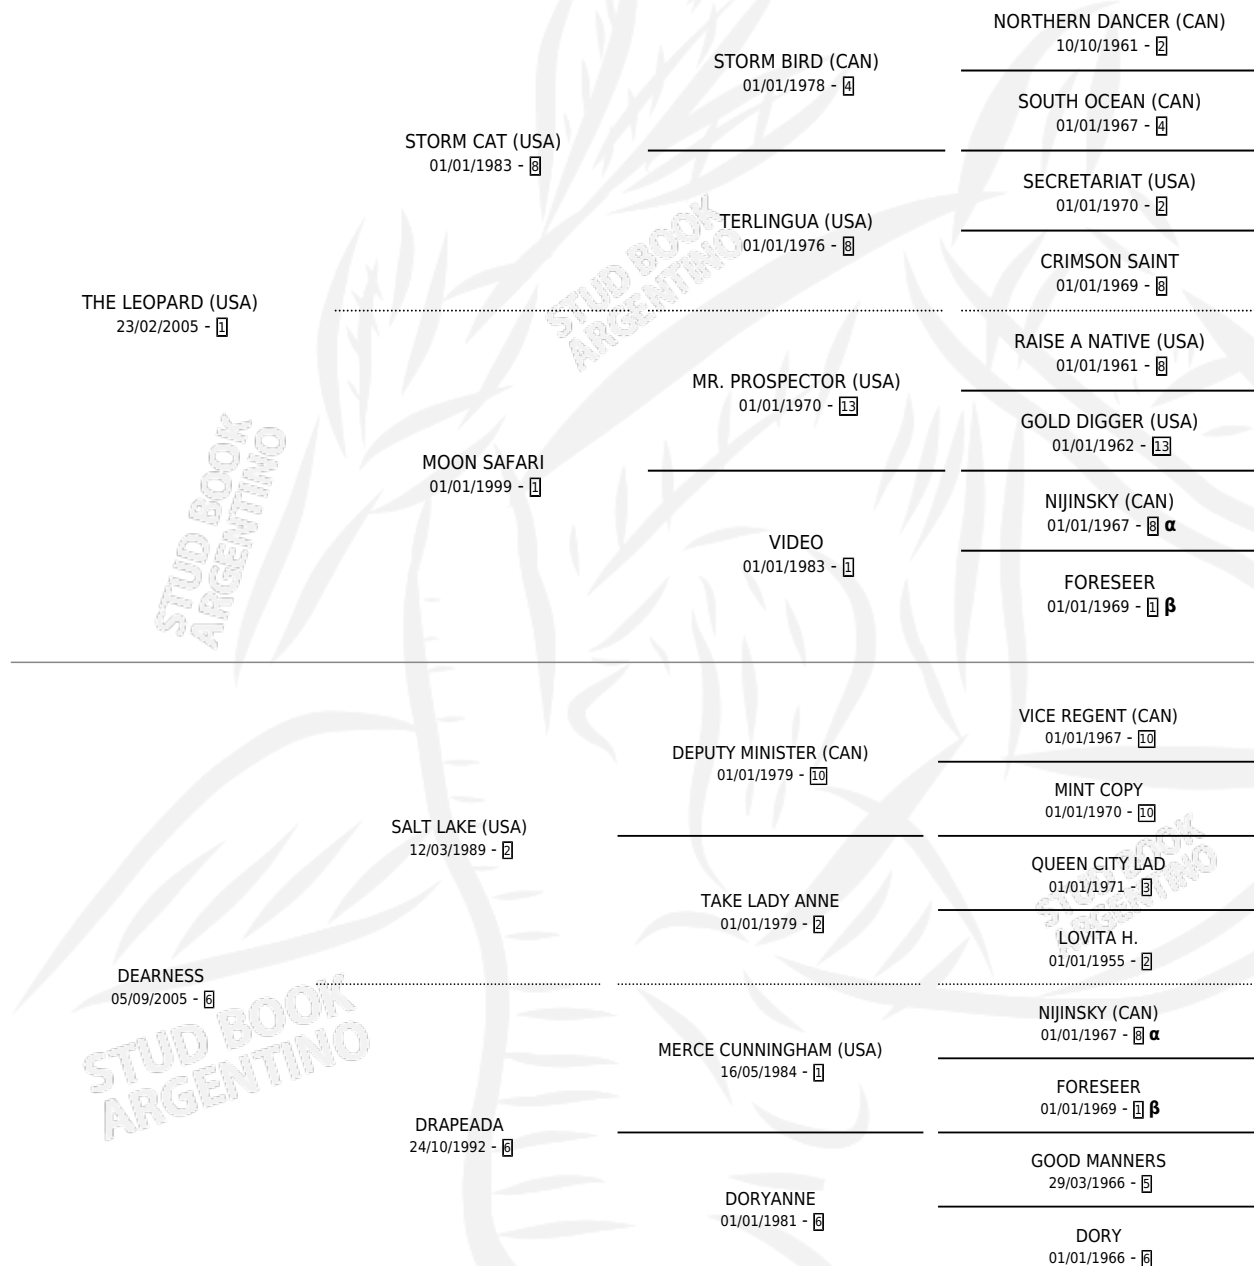 NORTHERN DANCER (CAN)
10/10/1961 - 2
STORM BIRD (CAN)
01/01/1978 - 4
SOUTH OCEAN (CAN)
01/01/1967 - 4
STORM CAT (USA)
01/01/1983 - 8
SECRETARIAT (USA)
01/01/1970 - 2
TERLINGUA (USA)
01/01/1976 - 8
CRIMSON SAINT
01/01/1969 - 8
THE LEOPARD (USA)
23/02/2005 - 1
RAISE A NATIVE (USA)
01/01/1961 - 8
MR. PROSPECTOR (USA)
01/01/1970 - 13
GOLD DIGGER (USA)
01/01/1962 - 13
MOON SAFARI
01/01/1999 - 1
NIJINSKY (CAN)
01/01/1967 - 8 α
VIDEO
01/01/1983 - 1
FORESEER
01/01/1969 - 1 β
VICE REGENT (CAN)
01/01/1967 - 10
DEPUTY MINISTER (CAN)
01/01/1979 - 10
MINT COPY
01/01/1970 - 10
SALT LAKE (USA)
12/03/1989 - 2
QUEEN CITY LAD
01/01/1971 - 3
TAKE LADY ANNE
01/01/1979 - 2
LOVITA H.
01/01/1955 - 2
DEARNESS
05/09/2005 - 6
NIJINSKY (CAN)
01/01/1967 - 8 α
MERCE CUNNINGHAM (USA)
16/05/1984 - 1
FORESEER
01/01/1969 - 1 β
DRAPEADA
24/10/1992 - 6
GOOD MANNERS
29/03/1966 - 5
DORYANNE
01/01/1981 - 6
DORY
01/01/1966 - 6
STUD BOOK
ARGENTINO
STUD BOOK
ARGENTINO
STUD BOOK
ARGENTINO
STUD BOOK
ARGENTINO